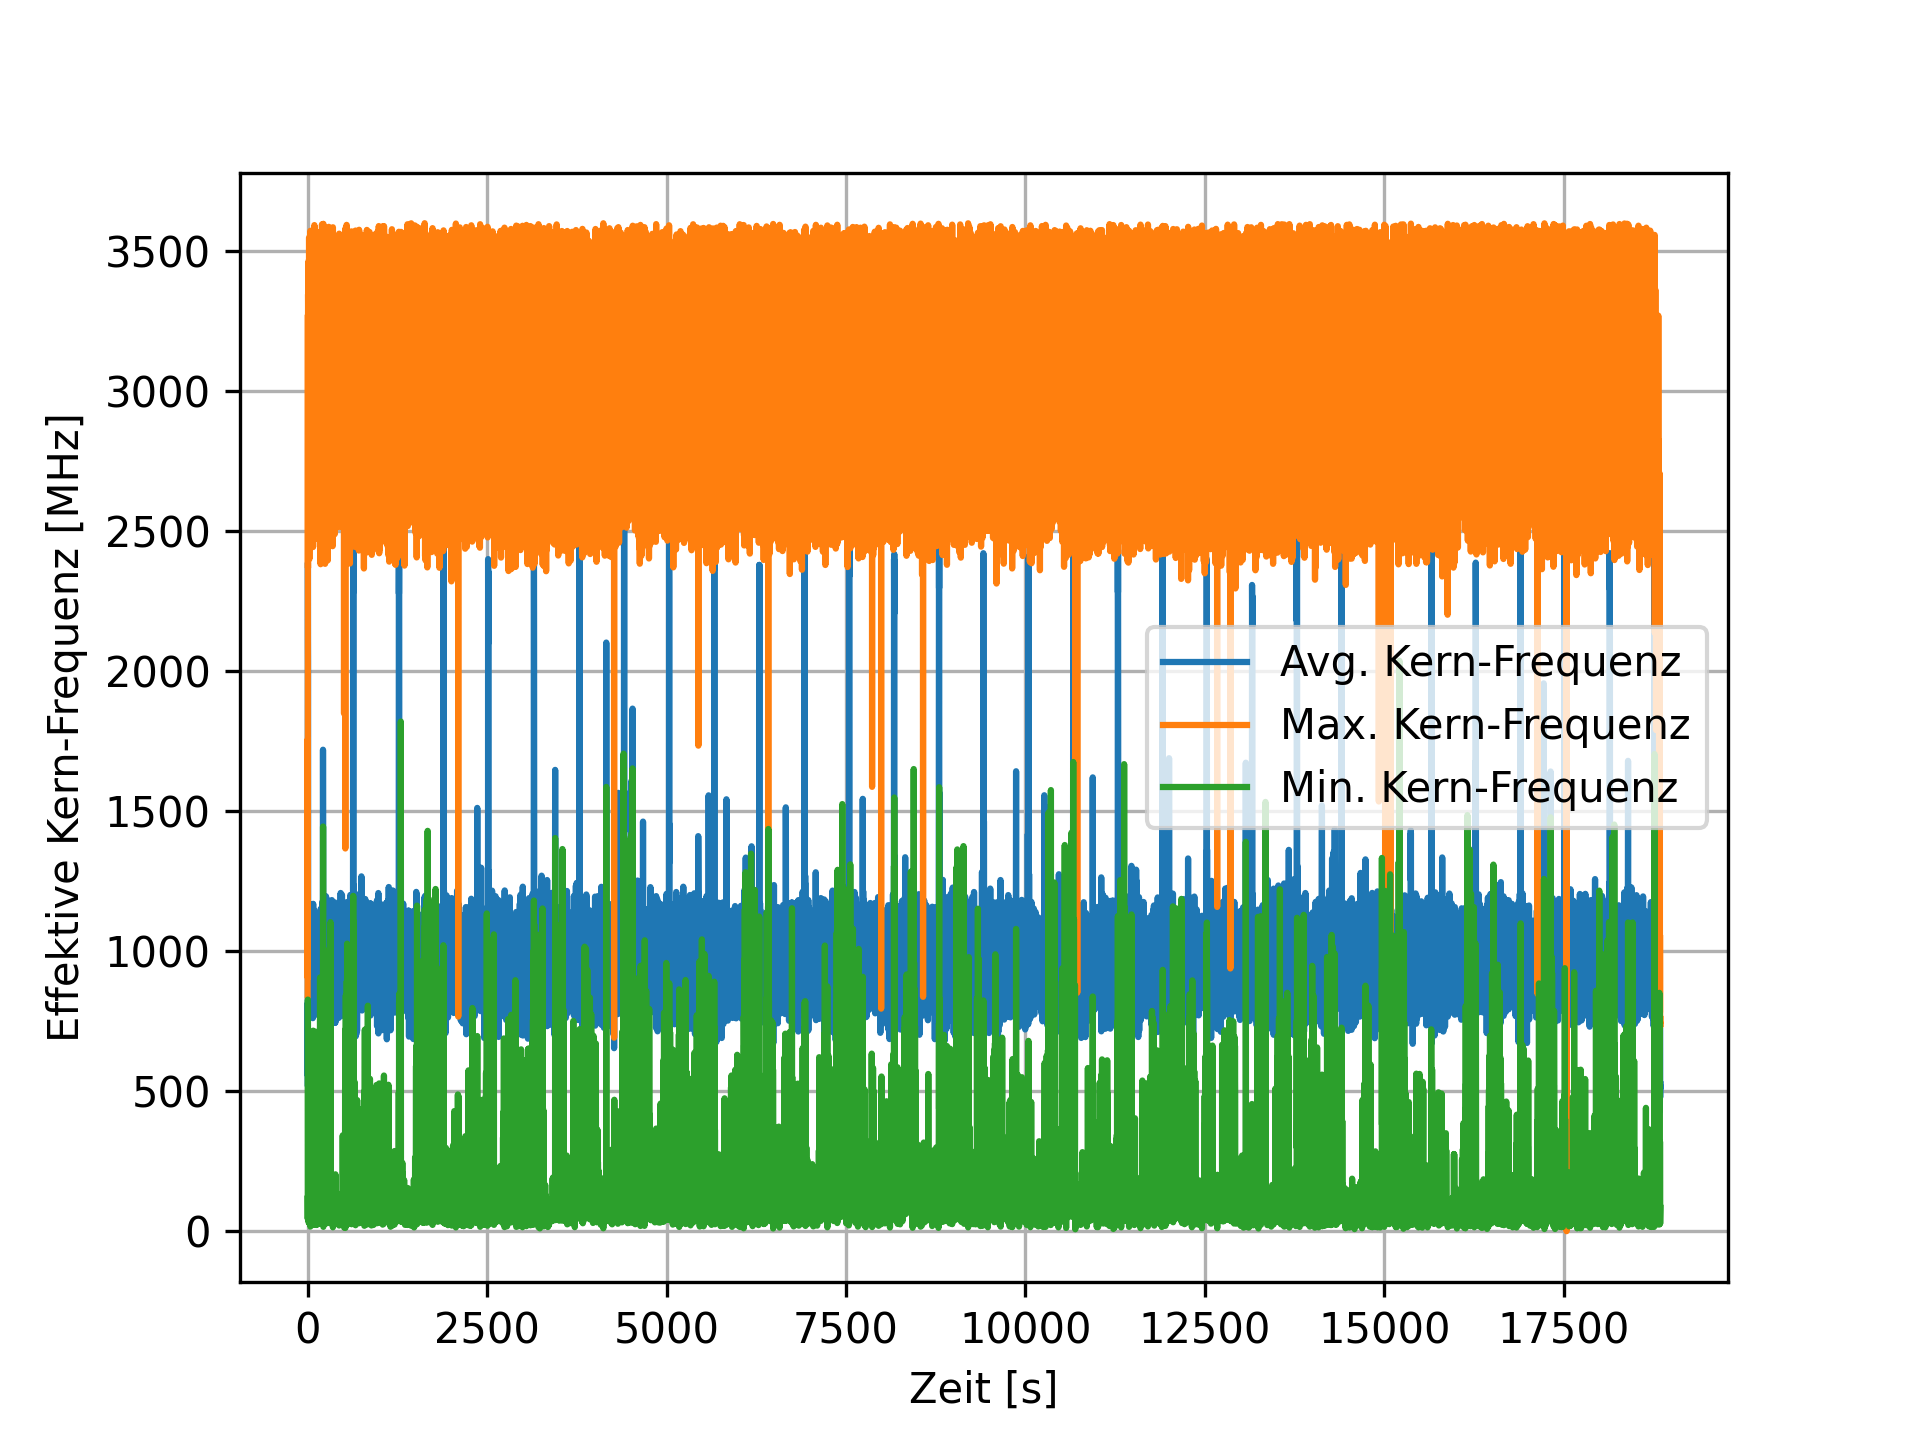 Effektive Kern-Frequenz [MHz]
3500
3000
2500
2000
1500
1000
500
0
Avg. Kern-Frequenz
Max. Kern-Frequenz
Min. Kern-Frequenz
0 2500 5000 7500 10000 12500 15000 17500
Zeit [s]